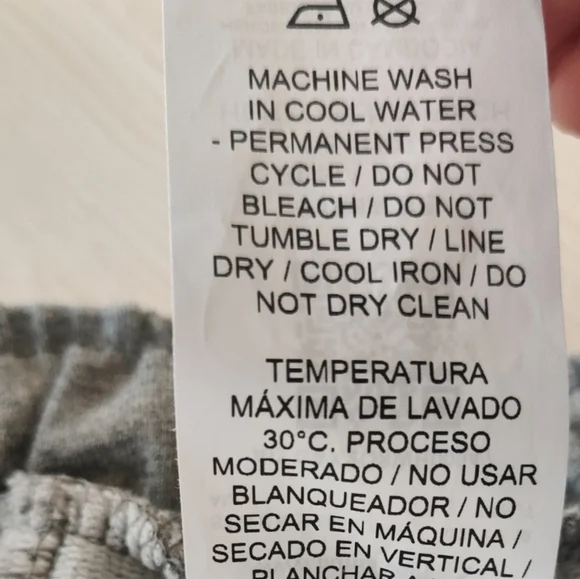 MACHINE WASH
IN COOL WATER
- PERMANENT PRESS
CYCLE / DO NOT
BLEACH / DO NOT
TUMBLE DRY / LINE
DRY / COOL IRON / DO
NOT DRY CLEAN
TEMPERATURA
MÁXIMA DE LAVADO
30°C. PROCESO
MODERADO / NO USAR
BLANQUEADOR / NO
SECAR EN MÁQUINA /
SECADO EN VERTICAL /
PLANCHAR